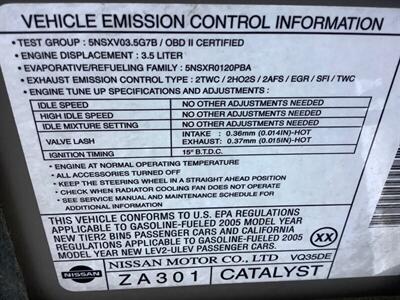 VEHICLE EMISSION CONTROL INFORMATION
• TEST GROUP : 5NSXV03.5G7B / OBD II CERTIFIED
• ENGINE DISPLACEMENT : 3.5 LITER
• EVAPORATIVE/REFUELING FAMILY : 5NSXR0120PBA
• EXHAUST EMISSION CONTROL TYPE : 2TWC / 2HO2S / 2AFS / EGR / SFI / TWC
• ENGINE TUNE UP SPECIFICATIONS AND ADJUSTMENTS :
IDLE SPEED NO OTHER ADJUSTMENTS NEEDED
HIGH IDLE SPEED NO OTHER ADJUSTMENTS NEEDED
IDLE MIXTURE SETTING NO OTHER ADJUSTMENTS NEEDED
VALVE LASH INTAKE : 0.36mm (0.014IN)-HOT
EXHAUST: 0.37mm (0.015IN)-HOT
IGNITION TIMING 15° B.T.D.C.
• ENGINE AT NORMAL OPERATING TEMPERATURE
• ALL ACCESSORIES TURNED OFF
• KEEP THE STEERING WHEEL IN A STRAIGHT AHEAD POSITION
• CHECK WHEN RADIATOR COOLING FAN DOES NOT OPERATE
• SEE SERVICE MANUAL AND MAINTENANCE SCHEDULE FOR
ADDITIONAL INFORMATION
THIS VEHICLE CONFORMS TO U.S. EPA REGULATIONS
APPLICABLE TO GASOLINE-FUELED 2005 MODEL YEAR
NEW TIER2 BIN5 PASSENGER CARS AND CALIFORNIA
REGULATIONS APPLICABLE TO GASOLINE-FUELED 2005
MODEL YEAR NEW LEV2-ULEV PASSENGER CARS.
XX
NISSAN
NISSAN MOTOR CO., LTD VQ35DE
ZA301 CATALYST